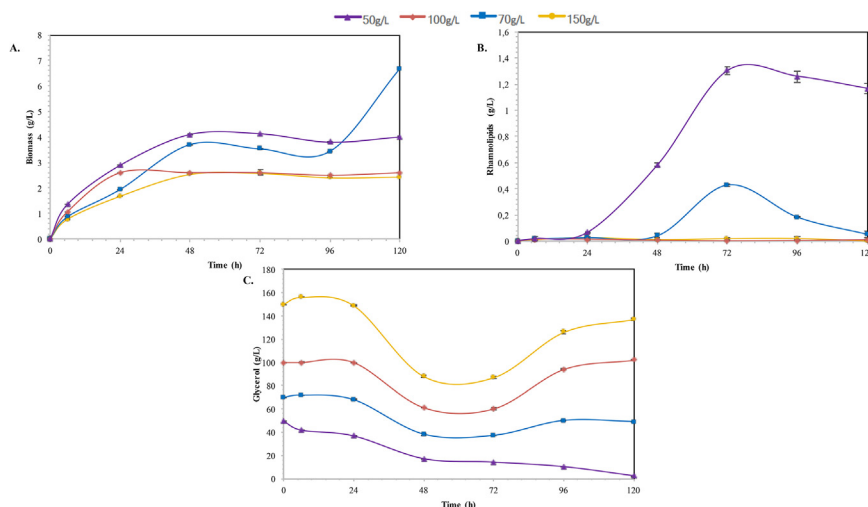 50g/L 100g/L 70g/L 150g/L
A.
8
7
6
5
4
3
2
1
0
Biomass (g/L)
0 24 48 72 96 120
Time (h)
B.
1,6
1,4
1,2
1
0,8
0,6
0,4
0,2
0
Rhamnolipids (g/L)
0 24 48 72 96 120
Time (h)
C.
180
160
140
120
100
80
60
40
20
0
Glycerol (g/L)
0 24 48 72 96 120
Time (h)